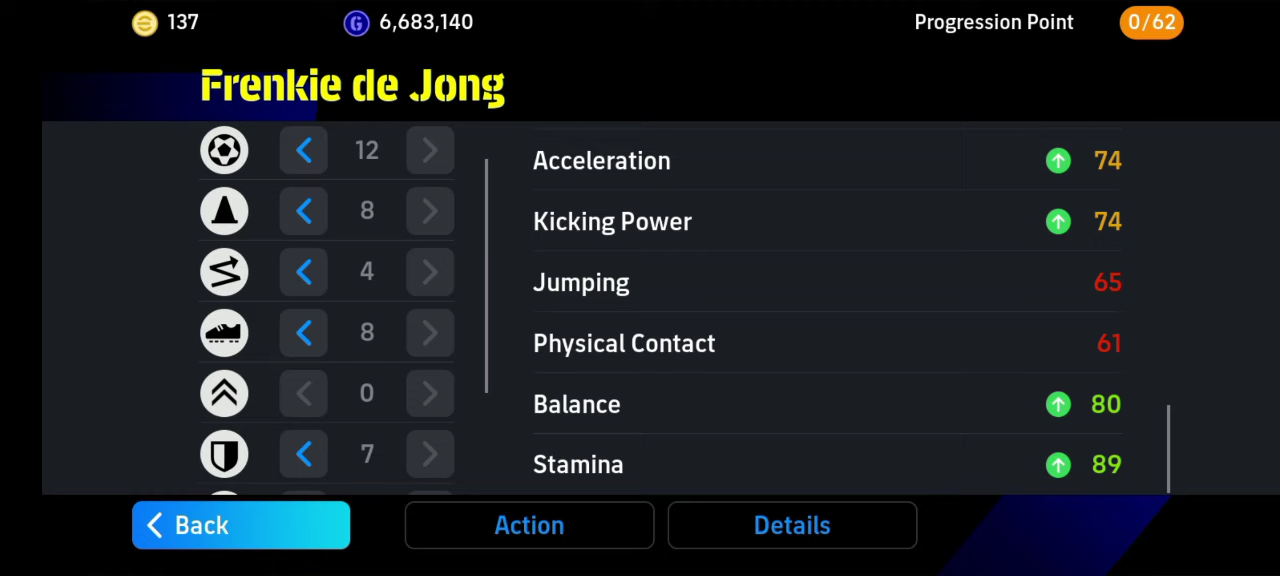 137 6,683,140 Progression Point 0/62
Frenkie de Jong
12
8
4
8
0
7
Acceleration 74
Kicking Power 74
Jumping 65
Physical Contact 61
Balance 80
Stamina 89
Back Action Details